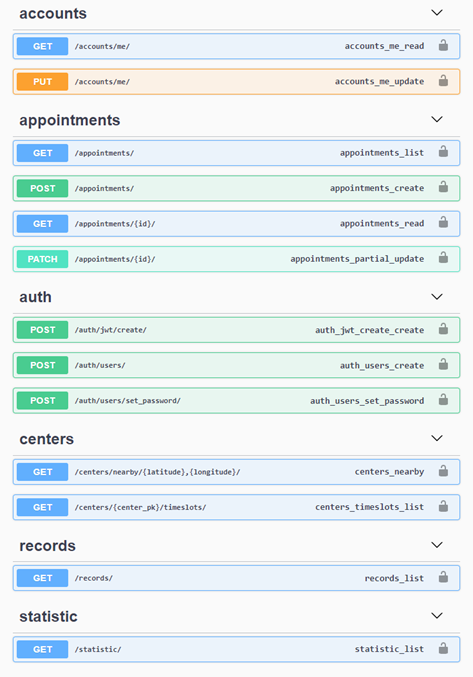 accounts
GET /accounts/me/ accounts_me_read
PUT /accounts/me/ accounts_me_update
appointments
GET /appointments/ appointments_list
POST /appointments/ appointments_create
GET /appointments/{id}/ appointments_read
PATCH /appointments/{id}/ appointments_partial_update
auth
POST /auth/jwt/create/ auth_jwt_create_create
POST /auth/users/ auth_users_create
POST /auth/users/set_password/ auth_users_set_password
centers
GET /centers/nearby/{latitude},{longitude}/ centers_nearby
GET /centers/{center_pk}/timeslots/ centers_timeslots_list
records
GET /records/ records_list
statistic
GET /statistic/ statistic_list